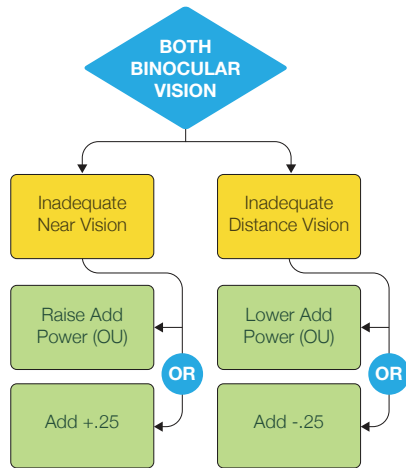 BOTH
BINOCULAR
VISION
Inadequate
Near Vision
Inadequate
Distance Vision
Raise Add
Power (OU)
Lower Add
Power (OU)
OR
OR
Add +.25
Add -.25